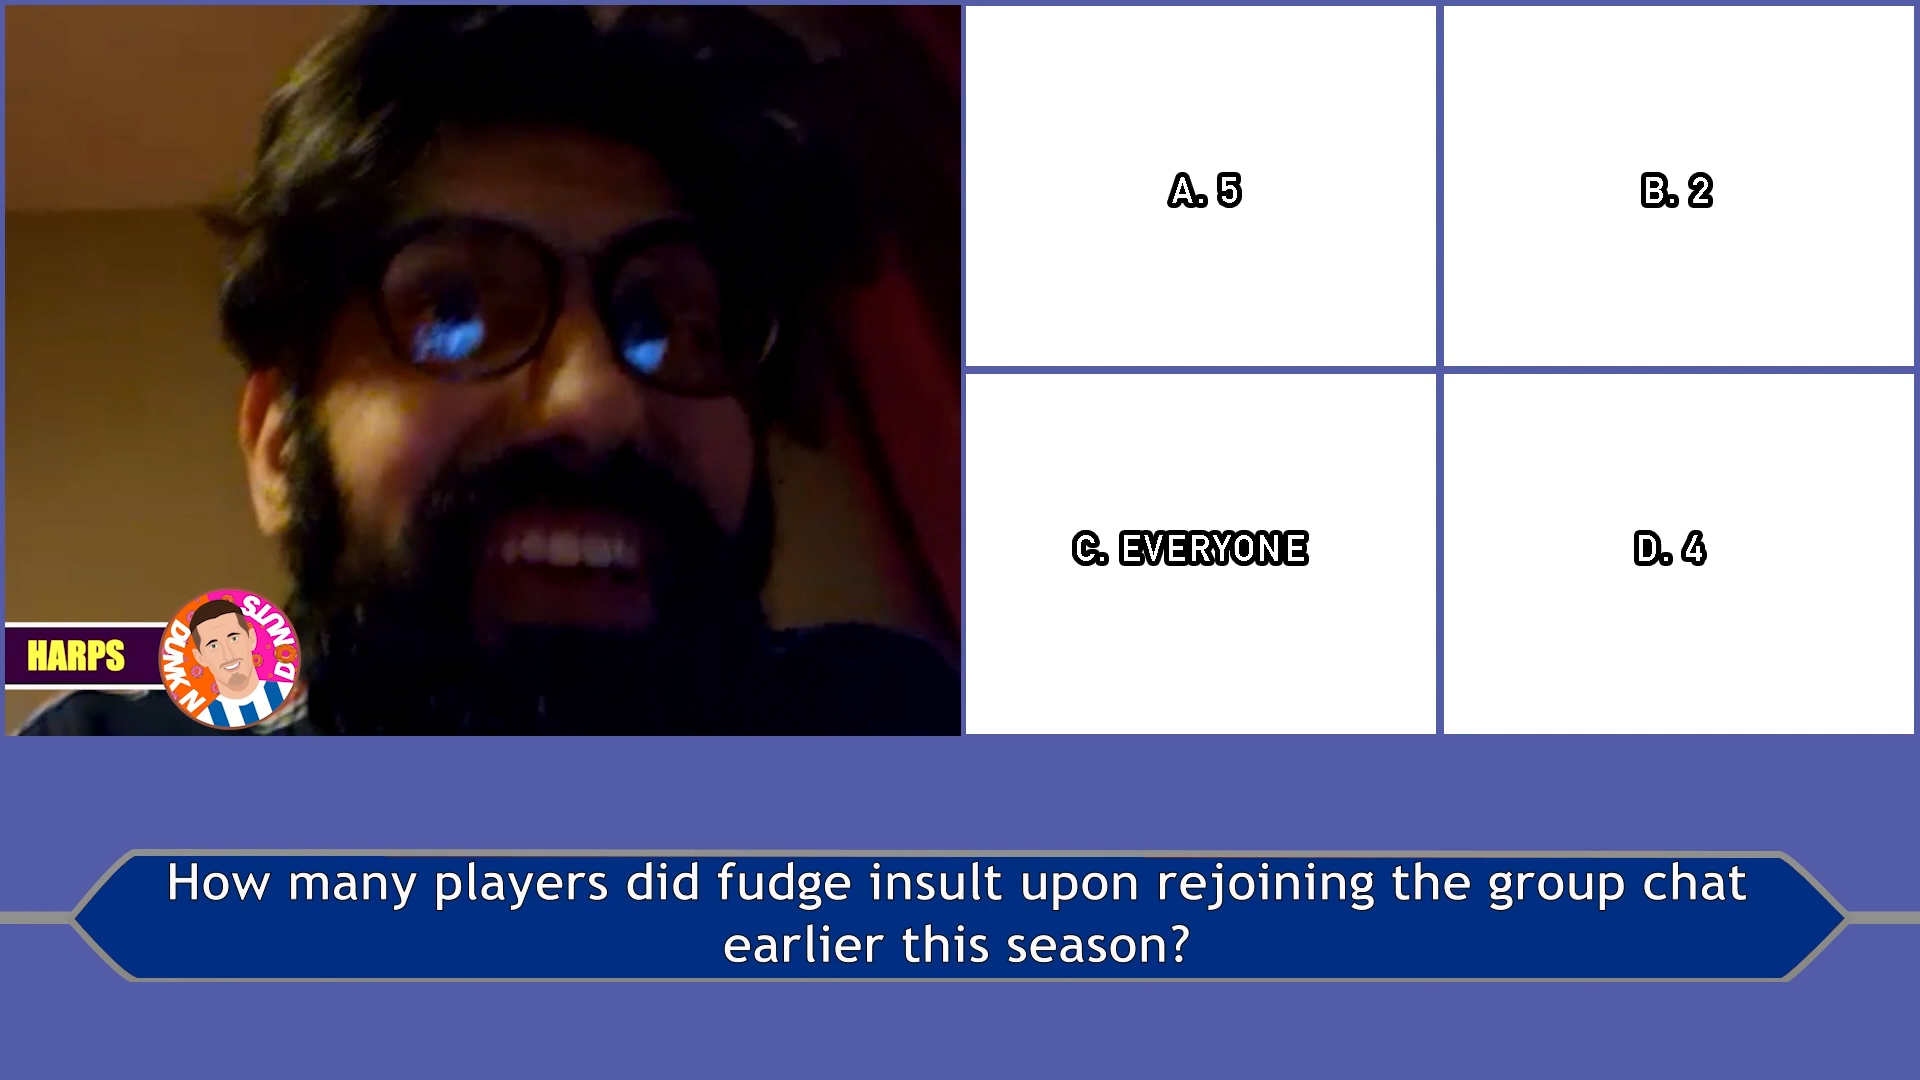 A. 5
B. 2
C. EVERYONE
D. 4
HARPS
DUNK N
DONUTS
How many players did fudge insult upon rejoining the group chat
earlier this season?